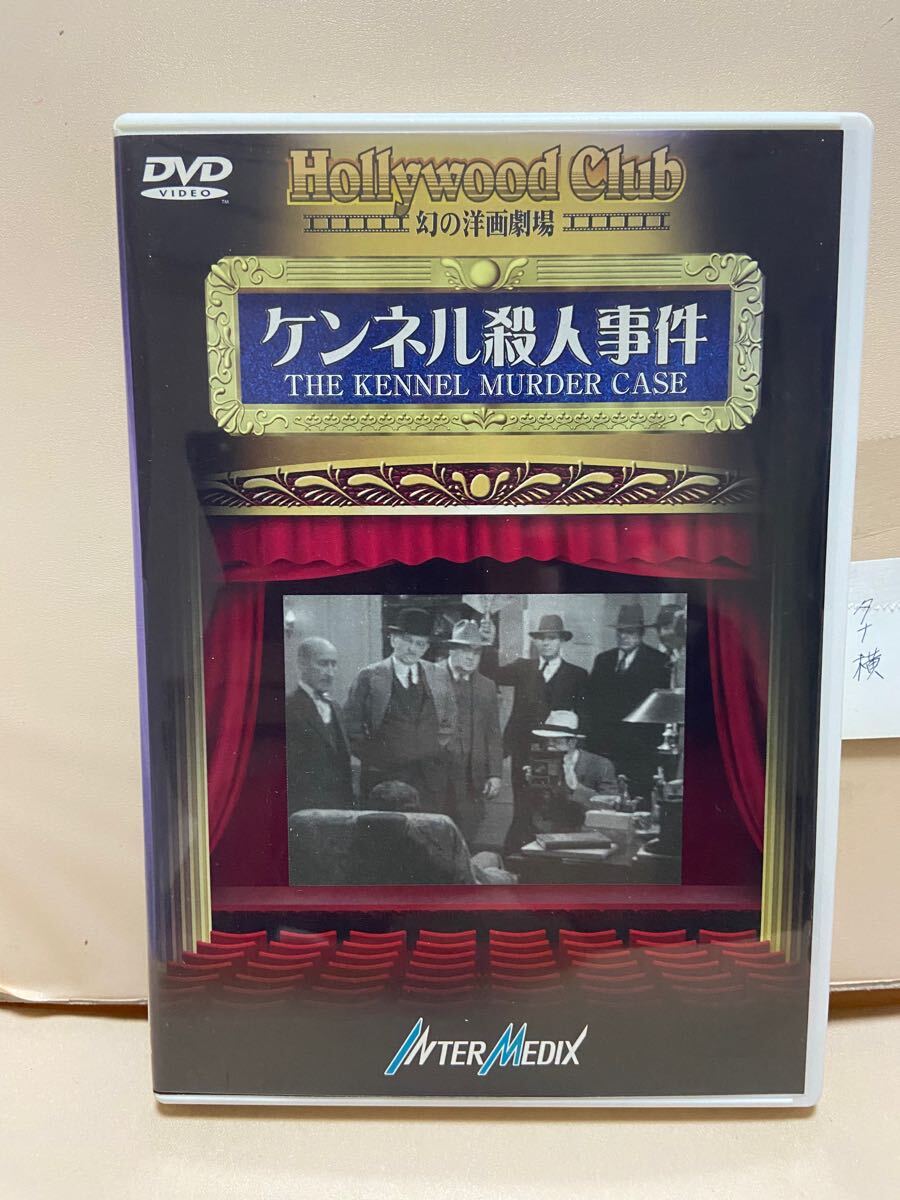 DVD
VIDEO
TM
Hollywood Club
幻の洋画劇場
ケンネル殺人事件
THE KENNEL MURDER CASE
INTER MEDIX
タナ
横